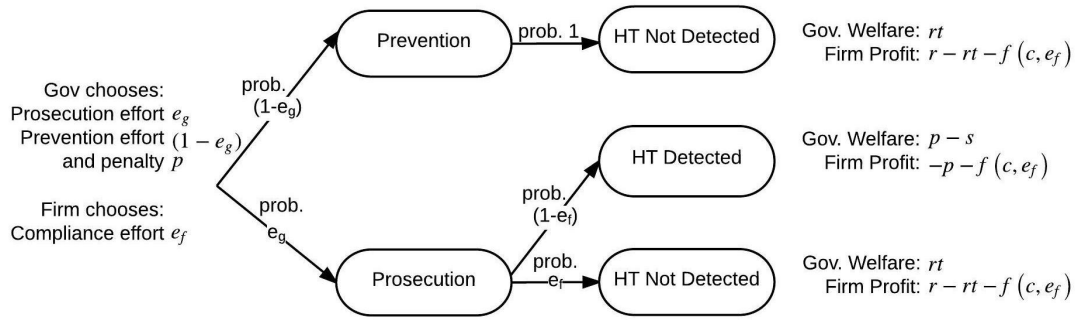 Prevention
prob. 1
HT Not Detected
Gov. Welfare: rt
Firm Profit: r − rt − f (c, e_f)
Gov chooses:
Prosecution effort e_g
Prevention effort (1 − e_g)
and penalty p
prob.
(1-e_g)
HT Detected
Gov. Welfare: p − s
Firm Profit: −p − f (c, e_f)
Firm chooses:
Compliance effort e_f
prob.
e_g
prob.
(1-e_f)
Prosecution
prob.
e_f
HT Not Detected
Gov. Welfare: rt
Firm Profit: r − rt − f (c, e_f)